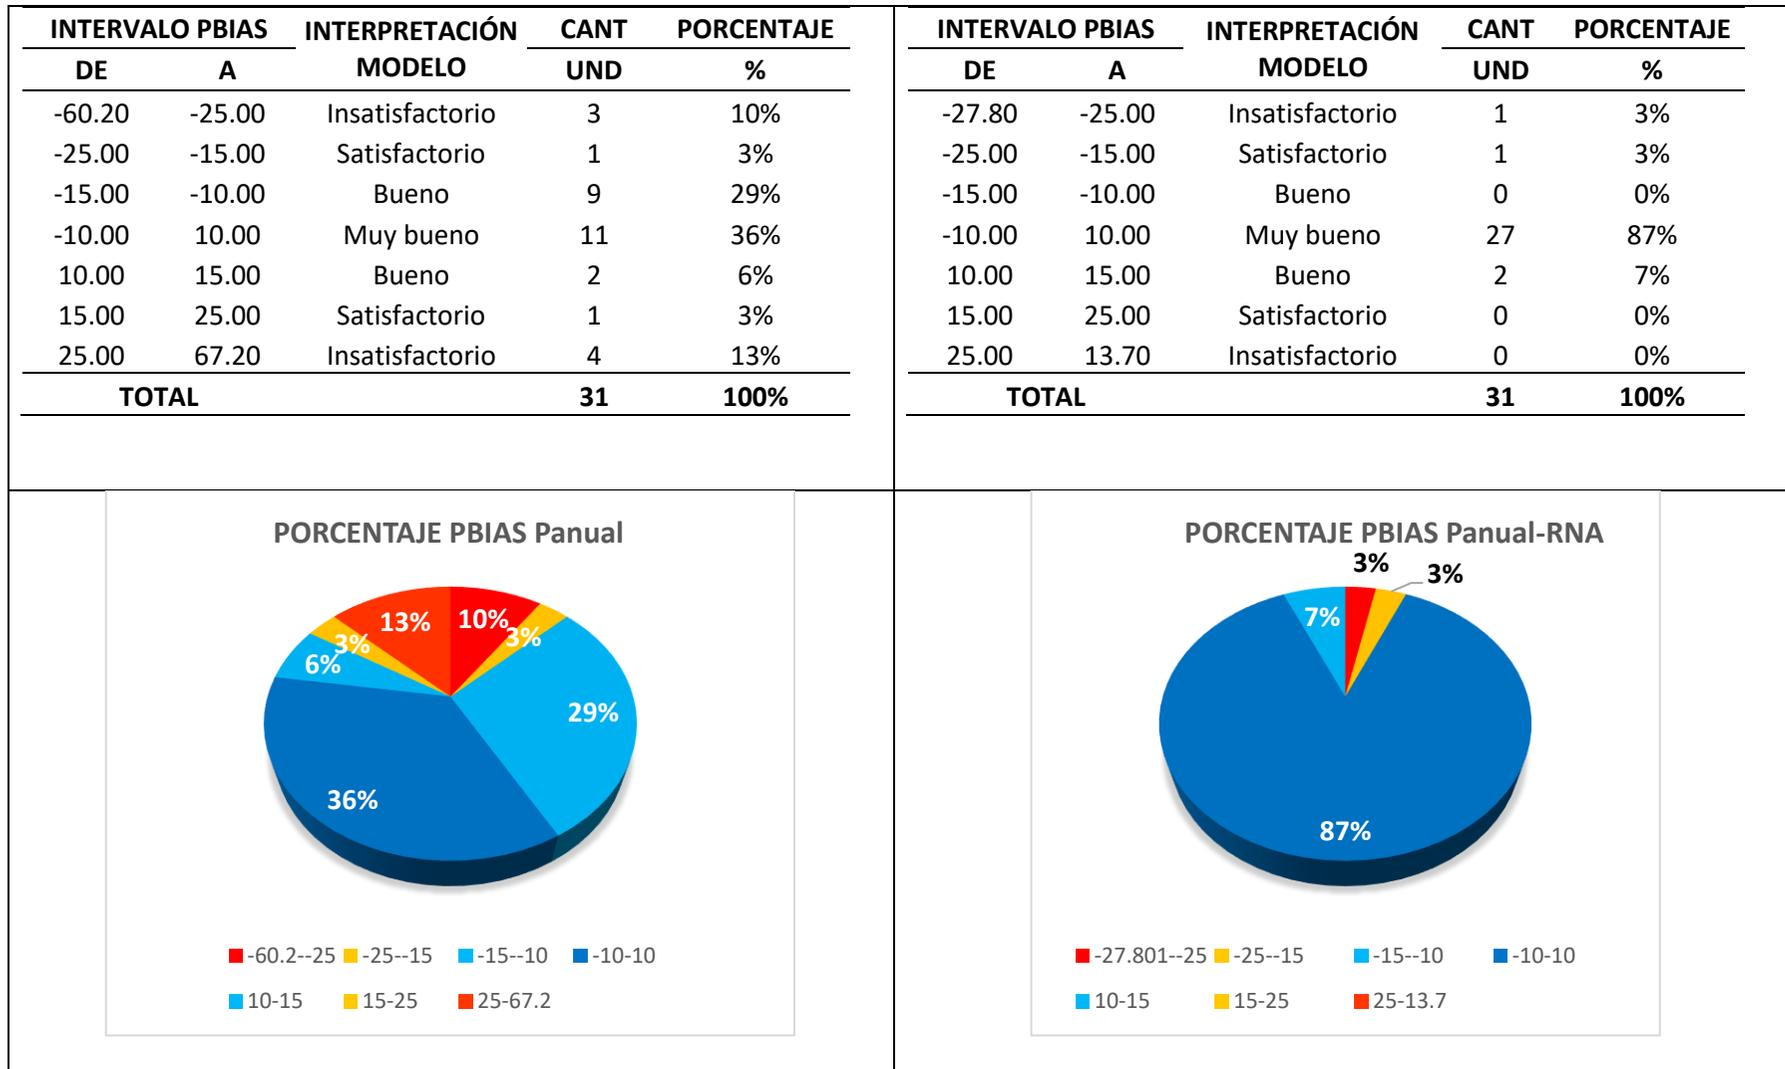 INTERVALO PBIAS INTERPRETACIÓN MODELO CANT PORCENTAJE
DE A UND %
-60.20 -25.00 Insatisfactorio 3 10%
-25.00 -15.00 Satisfactorio 1 3%
-15.00 -10.00 Bueno 9 29%
-10.00 10.00 Muy bueno 11 36%
10.00 15.00 Bueno 2 6%
15.00 25.00 Satisfactorio 1 3%
25.00 67.20 Insatisfactorio 4 13%
TOTAL 31 100%
INTERVALO PBIAS INTERPRETACIÓN MODELO CANT PORCENTAJE
DE A UND %
-27.80 -25.00 Insatisfactorio 1 3%
-25.00 -15.00 Satisfactorio 1 3%
-15.00 -10.00 Bueno 0 0%
-10.00 10.00 Muy bueno 27 87%
10.00 15.00 Bueno 2 7%
15.00 25.00 Satisfactorio 0 0%
25.00 13.70 Insatisfactorio 0 0%
TOTAL 31 100%
PORCENTAJE PBIAS Panual
13% 10%
3% 3%
6%
29%
36%
-60.2--25 -25--15 -15--10 -10-10
10-15 15-25 25-67.2
PORCENTAJE PBIAS Panual-RNA
3% 3%
7%
87%
-27.801--25 -25--15 -15--10 -10-10
10-15 15-25 25-13.7